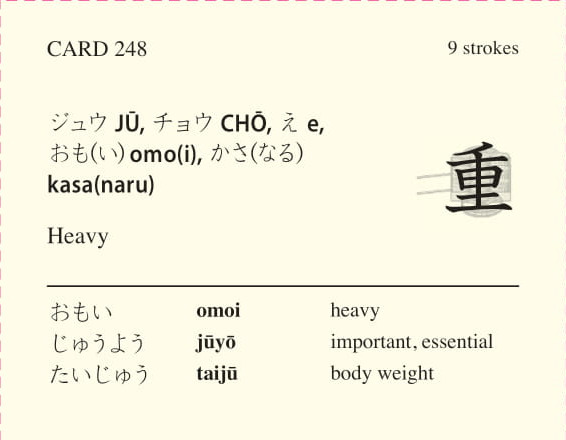 CARD 248
9 strokes
ジュウ JŪ, チョウ CHŌ, え e,
おも(い) omo(i), かさ(なる)
kasa(naru)
重
Heavy
おもい omoi heavy
じゅうよう jūyō important, essential
たいじゅう taijū body weight